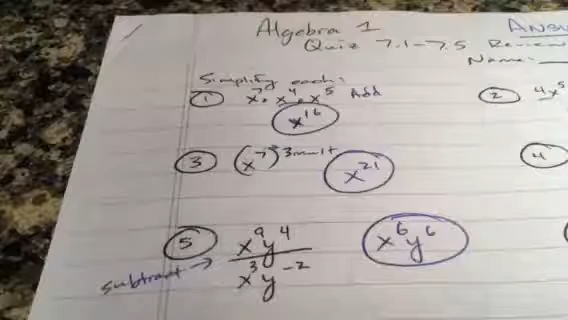 Algebra 1 Answ
Quiz 7.1-7.5 Review
Name:
Simplify each:
① x⁷ · x⁴ · x⁵ Add ② 4x⁵
x¹⁶
③ (x⁷)³ mult x²¹ ④
⑤ x⁹y⁴ x⁶y⁶
subtract → x³y⁻²